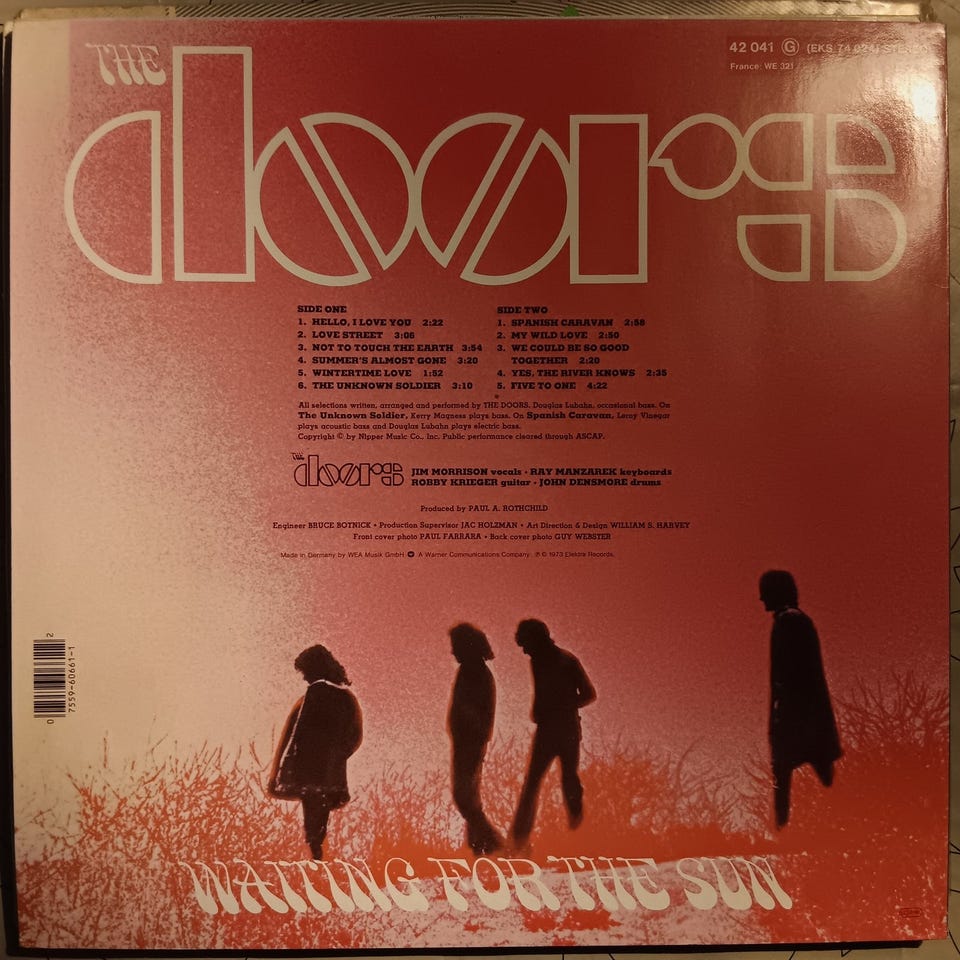 THE
doors
42 041 G (EKS 74 024) STEREO
France: WE 321
SIDE ONE
1. HELLO, I LOVE YOU 2:22
2. LOVE STREET 3:06
3. NOT TO TOUCH THE EARTH 3:54
4. SUMMER'S ALMOST GONE 3:20
5. WINTERTIME LOVE 1:52
6. THE UNKNOWN SOLDIER 3:10
SIDE TWO
1. SPANISH CARAVAN 2:58
2. MY WILD LOVE 2:50
3. WE COULD BE SO GOOD
TOGETHER 2:20
4. YES, THE RIVER KNOWS 2:35
5. FIVE TO ONE 4:22
All selections written, arranged and performed by THE DOORS. Douglas Lubahn, occasional bass. On
The Unknown Soldier, Kerry Magness plays bass. On Spanish Caravan, Leroy Vinegar
plays acoustic bass and Douglas Lubahn plays electric bass.
Copyright © by Nipper Music Co., Inc. Public performance cleared through ASCAP.
THE
doors
JIM MORRISON vocals • RAY MANZAREK keyboards
ROBBY KRIEGER guitar • JOHN DENSMORE drums
Produced by PAUL A. ROTHCHILD
Engineer BRUCE BOTNICK • Production Supervisor JAC HOLZMAN • Art Direction & Design WILLIAM S. HARVEY
Front cover photo PAUL FARRARA • Back cover photo GUY WEBSTER
Made in Germany by WEA Musik GmbH A Warner Communications Company. ℗ © 1973 Elektra Records.
0 7559-60661-1 2
WAITING FOR THE SUN